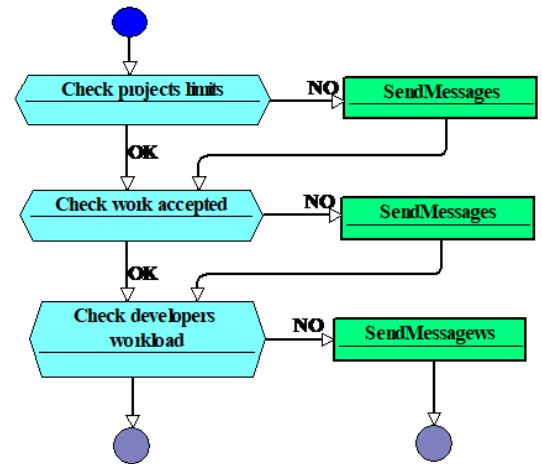 Check projects limits
NO
SendMessages
OK
Check work accepted
NO
SendMessages
OK
Check developers
workload
NO
SendMessagews